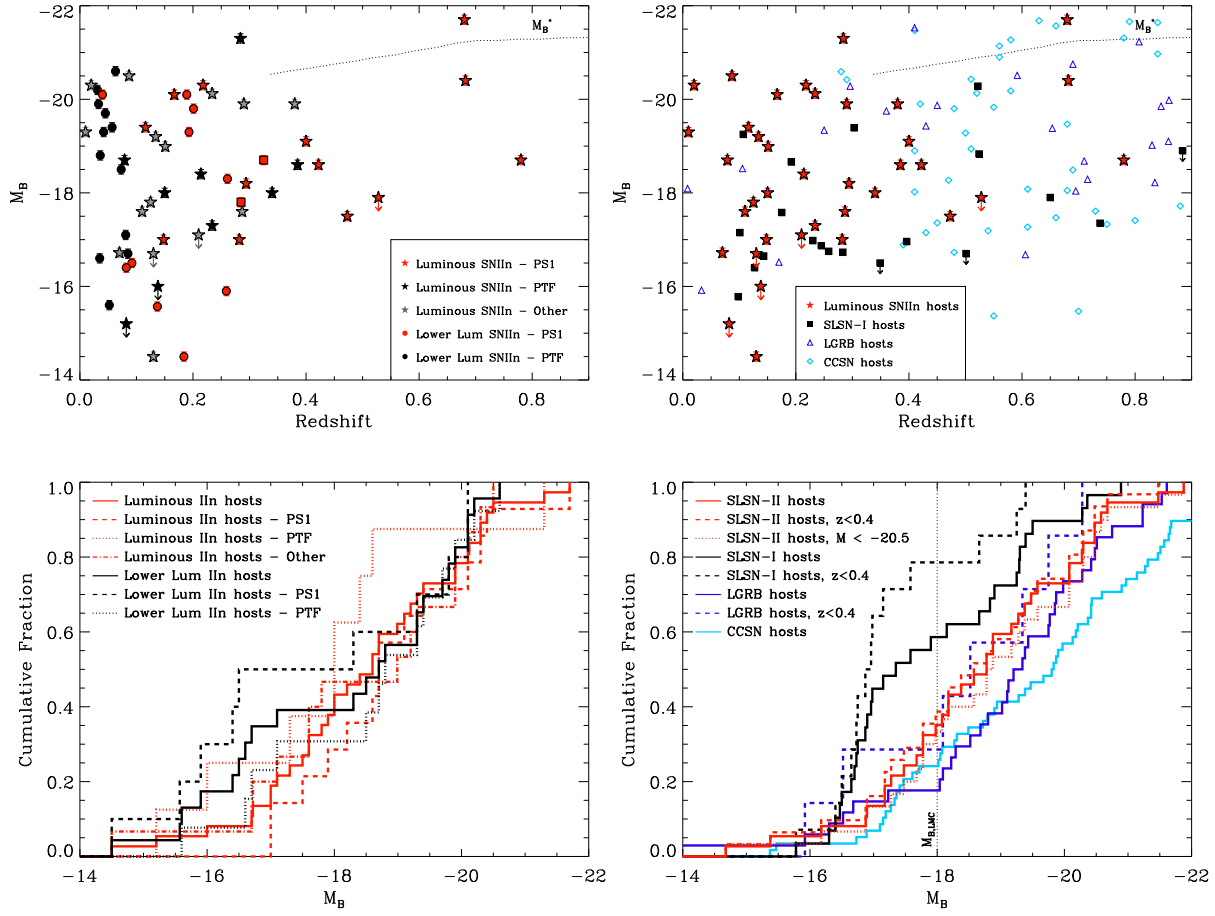 -22
-20
-18
-16
-14
M_B
0.0
0.2
0.4
0.6
0.8
Redshift
M_B*
Luminous SNIIn - PS1
Luminous SNIIn - PTF
Luminous SNIIn - Other
Lower Lum SNIIn - PS1
Lower Lum SNIIn - PTF
-22
-20
-18
-16
-14
M_B
0.0
0.2
0.4
0.6
0.8
Redshift
M_B*
Luminous SNIIn hosts
SLSN-I hosts
LGRB hosts
CCSN hosts
1.0
0.8
0.6
0.4
0.2
0.0
Cumulative Fraction
Luminous IIn hosts
Luminous IIn hosts - PS1
Luminous IIn hosts - PTF
Luminous IIn hosts - Other
Lower Lum IIn hosts
Lower Lum IIn hosts - PS1
Lower Lum IIn hosts - PTF
-14
-16
-18
-20
-22
M_B
1.0
0.8
0.6
0.4
0.2
0.0
Cumulative Fraction
SLSN-II hosts
SLSN-II hosts, z<0.4
SLSN-II hosts, M < -20.5
SLSN-I hosts
SLSN-I hosts, z<0.4
LGRB hosts
LGRB hosts, z<0.4
CCSN hosts
M_B,LMC
-14
-16
-18
-20
-22
M_B